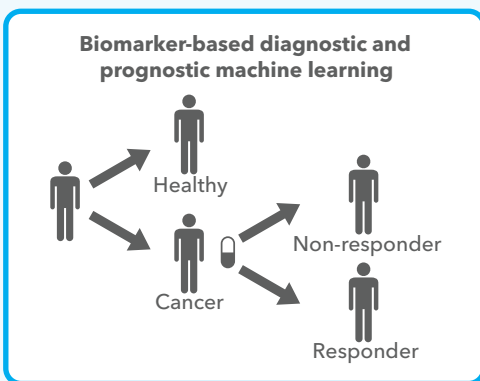 Biomarker-based diagnostic and
prognostic machine learning
Healthy
Non-responder
Cancer
Responder